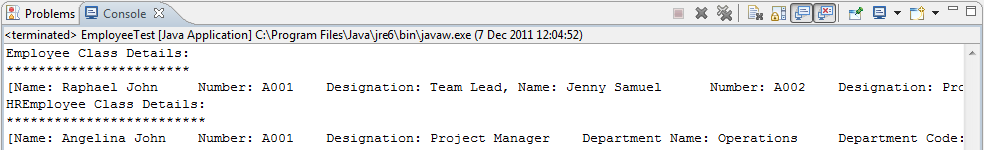 Problems Console
<terminated> EmployeeTest [Java Application] C:\Program Files\Java\jre6\bin\javaw.exe (7 Dec 2011 12:04:52)
Employee Class Details:
***********************
[Name: Raphael John Number: A001 Designation: Team Lead, Name: Jenny Samuel Number: A002 Designation: Pro
HREmployee Class Details:
*************************
[Name: Angelina John Number: A001 Designation: Project Manager Department Name: Operations Department Code: